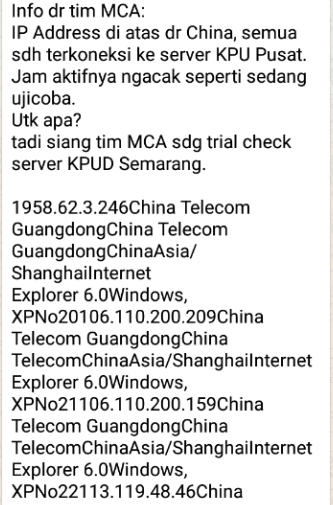 Info dr tim MCA:
IP Address di atas dr China, semua
sdh terkoneksi ke server KPU Pusat.
Jam aktifnya ngacak seperti sedang
ujicoba.
Utk apa?
tadi siang tim MCA sdg trial check
server KPUD Semarang.

1958.62.3.246China Telecom
GuangdongChina Telecom
GuangdongChinaAsia/
ShanghaiInternet
Explorer 6.0Windows,
XPNo20106.110.200.209China
Telecom GuangdongChina
TelecomChinaAsia/ShanghaiInternet
Explorer 6.0Windows,
XPNo21106.110.200.159China
Telecom GuangdongChina
TelecomChinaAsia/ShanghaiInternet
Explorer 6.0Windows,
XPNo22113.119.48.46China